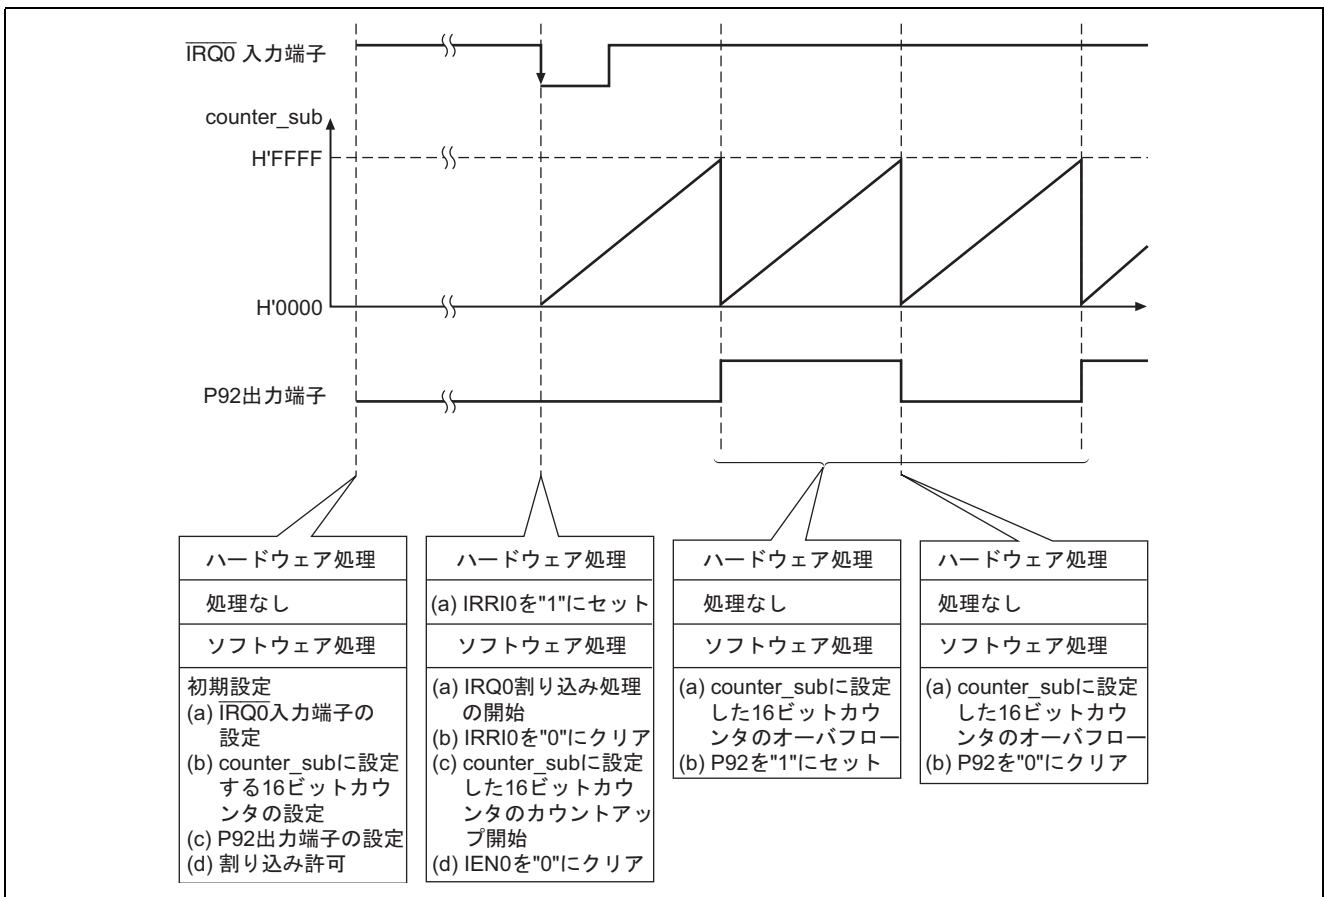 IRQ0 入力端子
counter_sub
H'FFFF
H'0000
P92出力端子
ハードウェア処理
処理なし
ソフトウェア処理
初期設定
(a) IRQ0入力端子の
設定
(b) counter_subに設定
する16ビットカウ
ンタの設定
(c) P92出力端子の設定
(d) 割り込み許可
ハードウェア処理
(a) IRRI0を"1"にセット
ソフトウェア処理
(a) IRQ0割り込み処理
の開始
(b) IRRI0を"0"にクリア
(c) counter_subに設定
した16ビットカウ
ンタのカウントアッ
プ開始
(d) IEN0を"0"にクリア
ハードウェア処理
処理なし
ソフトウェア処理
(a) counter_subに設定
した16ビットカウ
ンタのオーバフロー
(b) P92を"1"にセット
ハードウェア処理
処理なし
ソフトウェア処理
(a) counter_subに設定
した16ビットカウ
ンタのオーバフロー
(b) P92を"0"にクリア